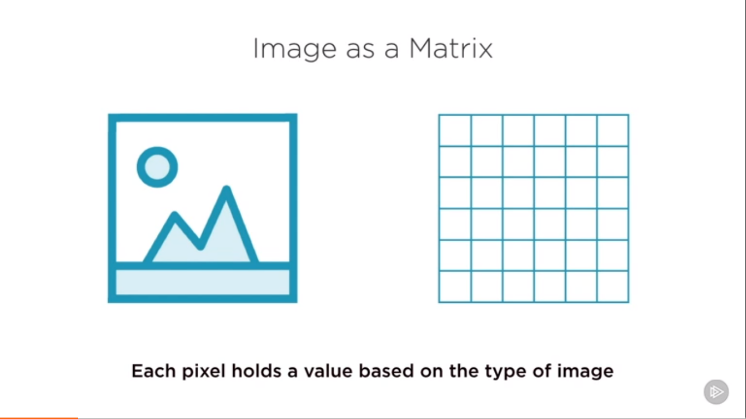 Image as a Matrix
Each pixel holds a value based on the type of image